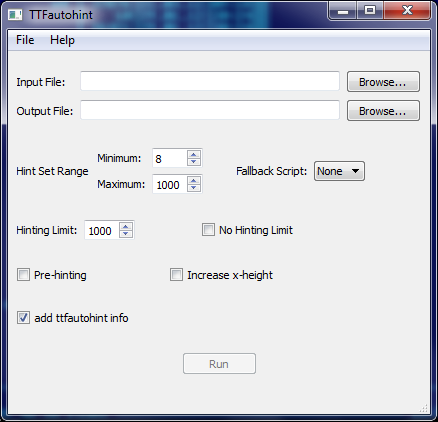 TTFautohint
File Help
Input File: Browse...
Output File: Browse...
Hint Set Range Minimum: 8
Maximum: 1000
Fallback Script: None
Hinting Limit: 1000 No Hinting Limit
Pre-hinting Increase x-height
add ttfautohint info
Run